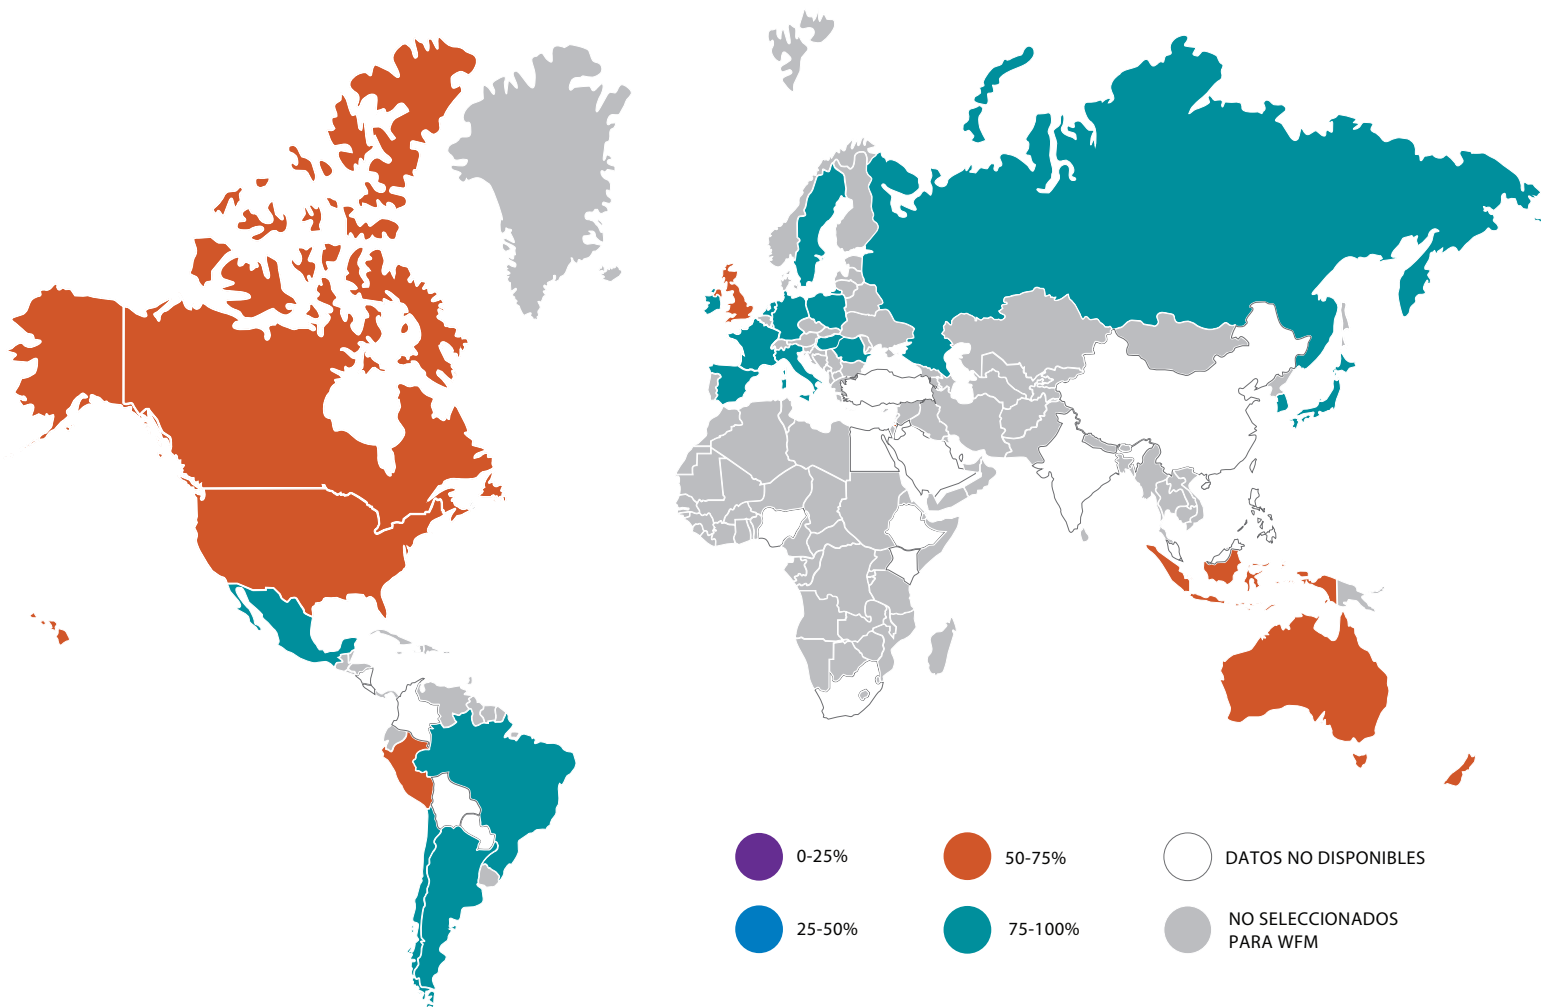 0-25%
50-75%
DATOS NO DISPONIBLES
25-50%
75-100%
NO SELECCIONADOS
PARA WFM